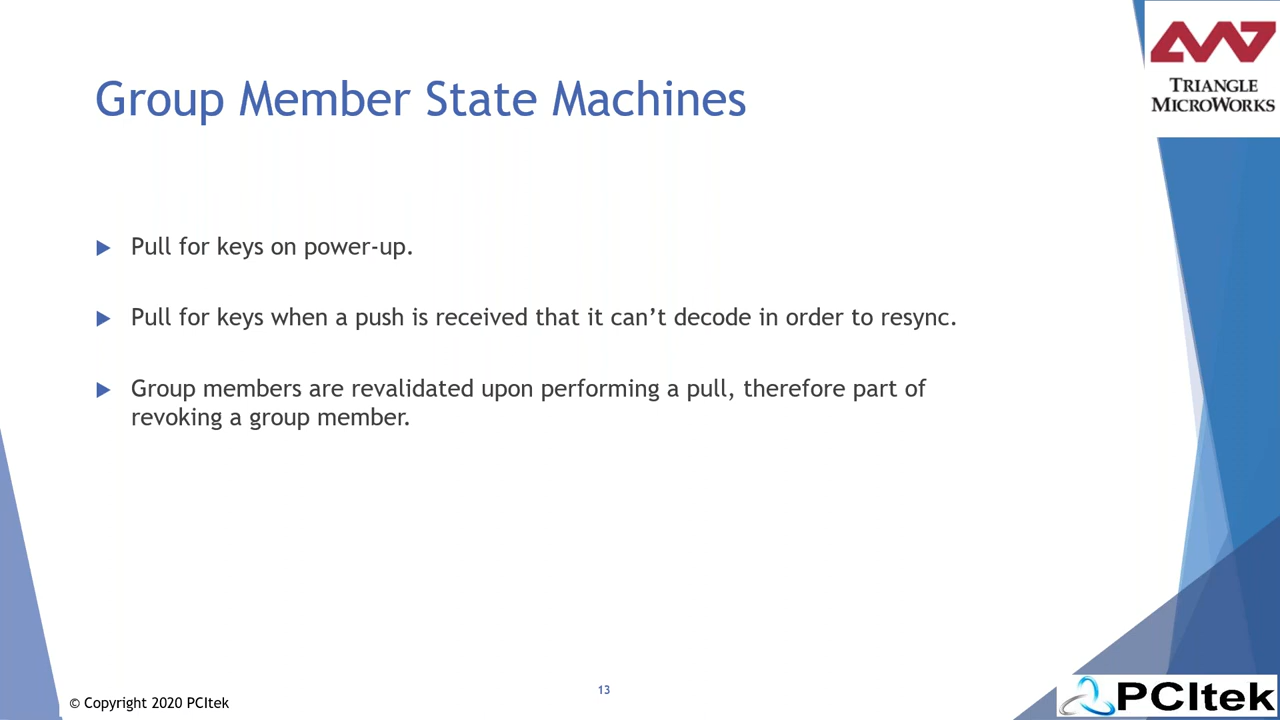 TRIANGLE
MICROWORKS
Group Member State Machines
Pull for keys on power-up.
Pull for keys when a push is received that it can’t decode in order to resync.
Group members are revalidated upon performing a pull, therefore part of
revoking a group member.
13
© Copyright 2020 PCItek
PCItek